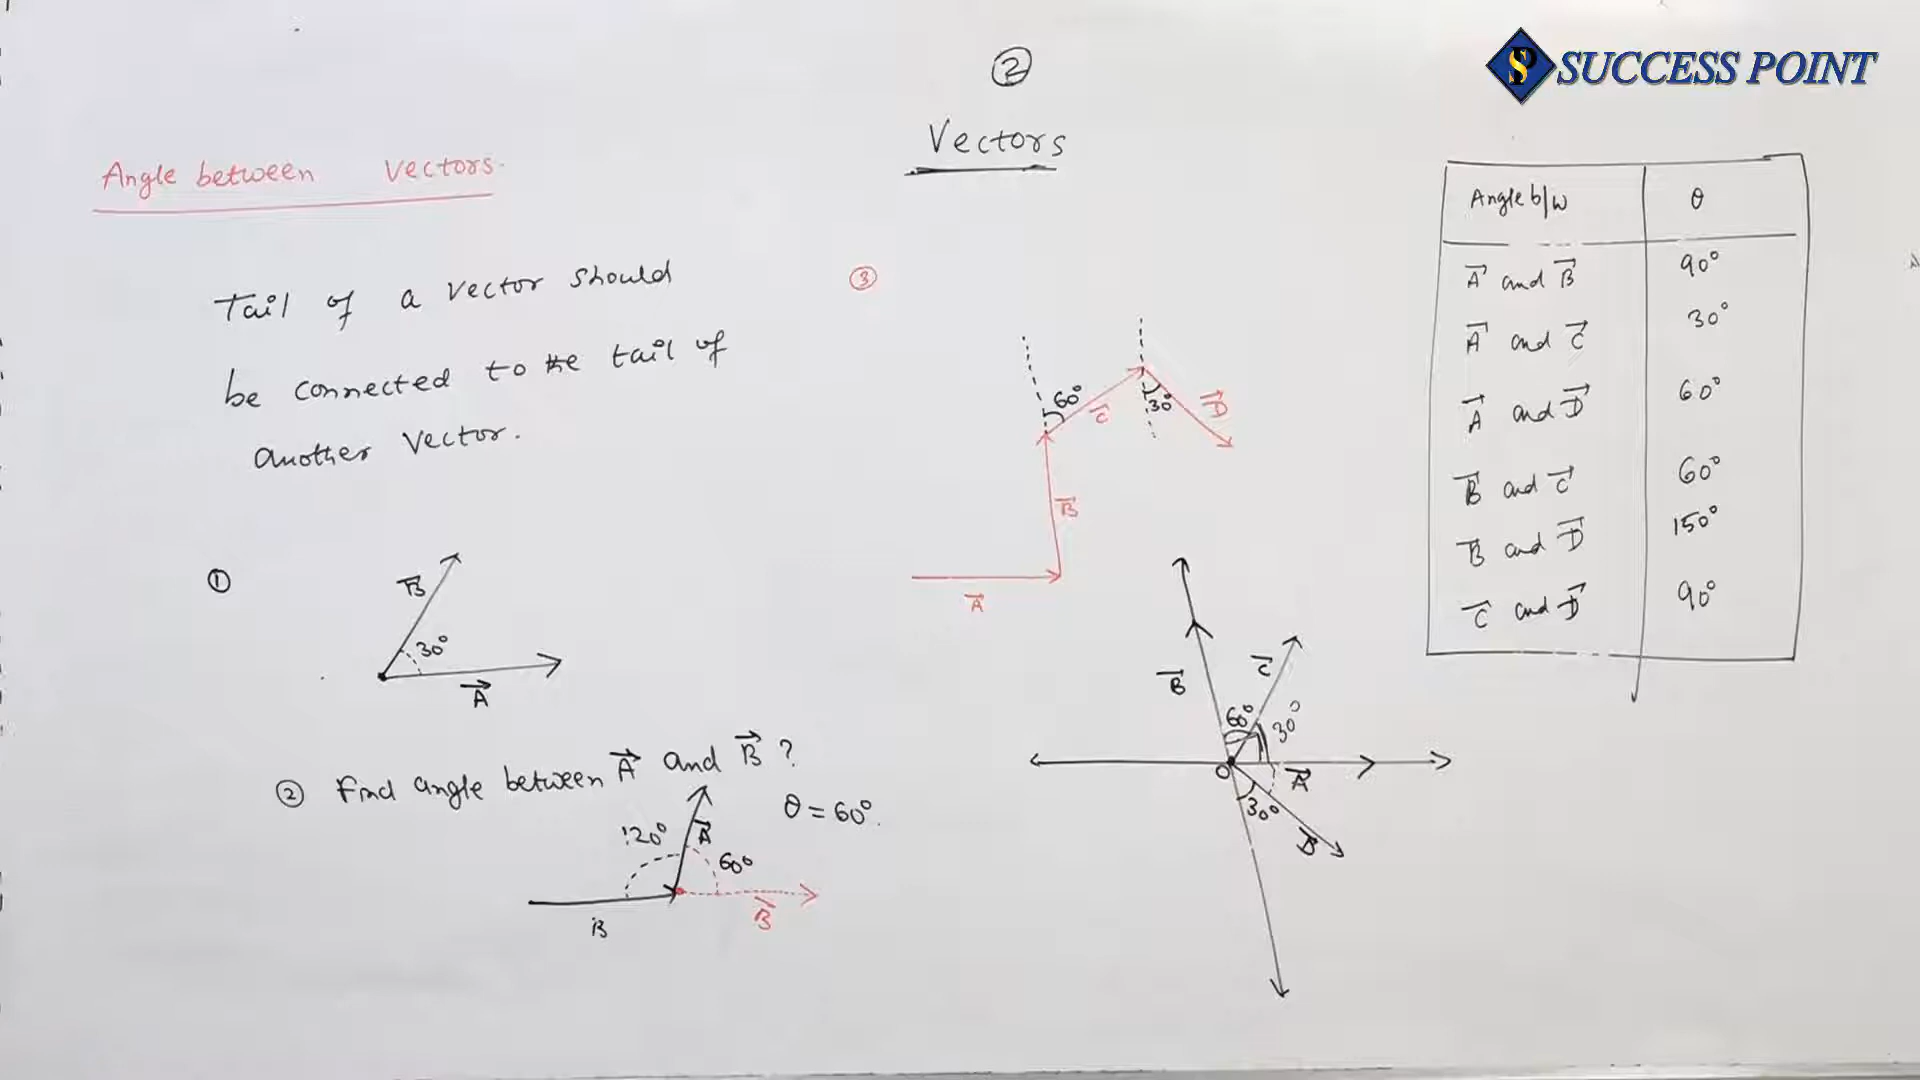 SUCCESS POINT
②
Vectors
Angle between Vectors.
Tail of a vector should
be connected to the tail of
another vector.
①
B⃗
30°
A⃗
② Find angle between A⃗ and B⃗ ?
θ = 60°.
120°
A⃗
60°
B
B⃗
③
60°
C⃗
30°
D⃗
B⃗
A⃗
B⃗
C⃗
60°
30°
O
A⃗
30°
D⃗
Angle b/w θ
A⃗ and B⃗ 90°
A⃗ and C⃗ 30°
A⃗ and D⃗ 60°
B⃗ and C⃗ 60°
B⃗ and D⃗ 150°
C⃗ and D⃗ 90°